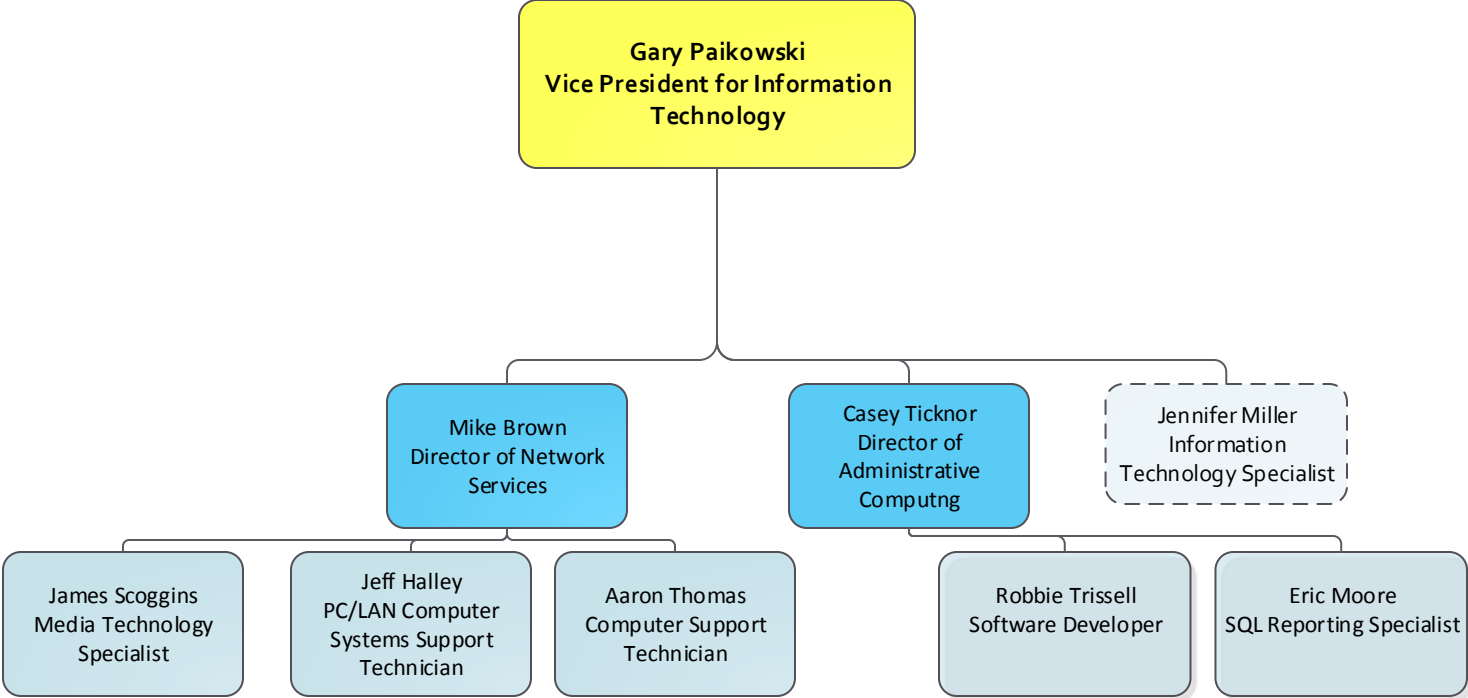 Gary Paikowski
Vice President for Information
Technology
Mike Brown
Director of Network
Services
Casey Ticknor
Director of
Administrative
Computng
Jennifer Miller
Information
Technology Specialist
James Scoggins
Media Technology
Specialist
Jeff Halley
PC/LAN Computer
Systems Support
Technician
Aaron Thomas
Computer Support
Technician
Robbie Trissell
Software Developer
Eric Moore
SQL Reporting Specialist